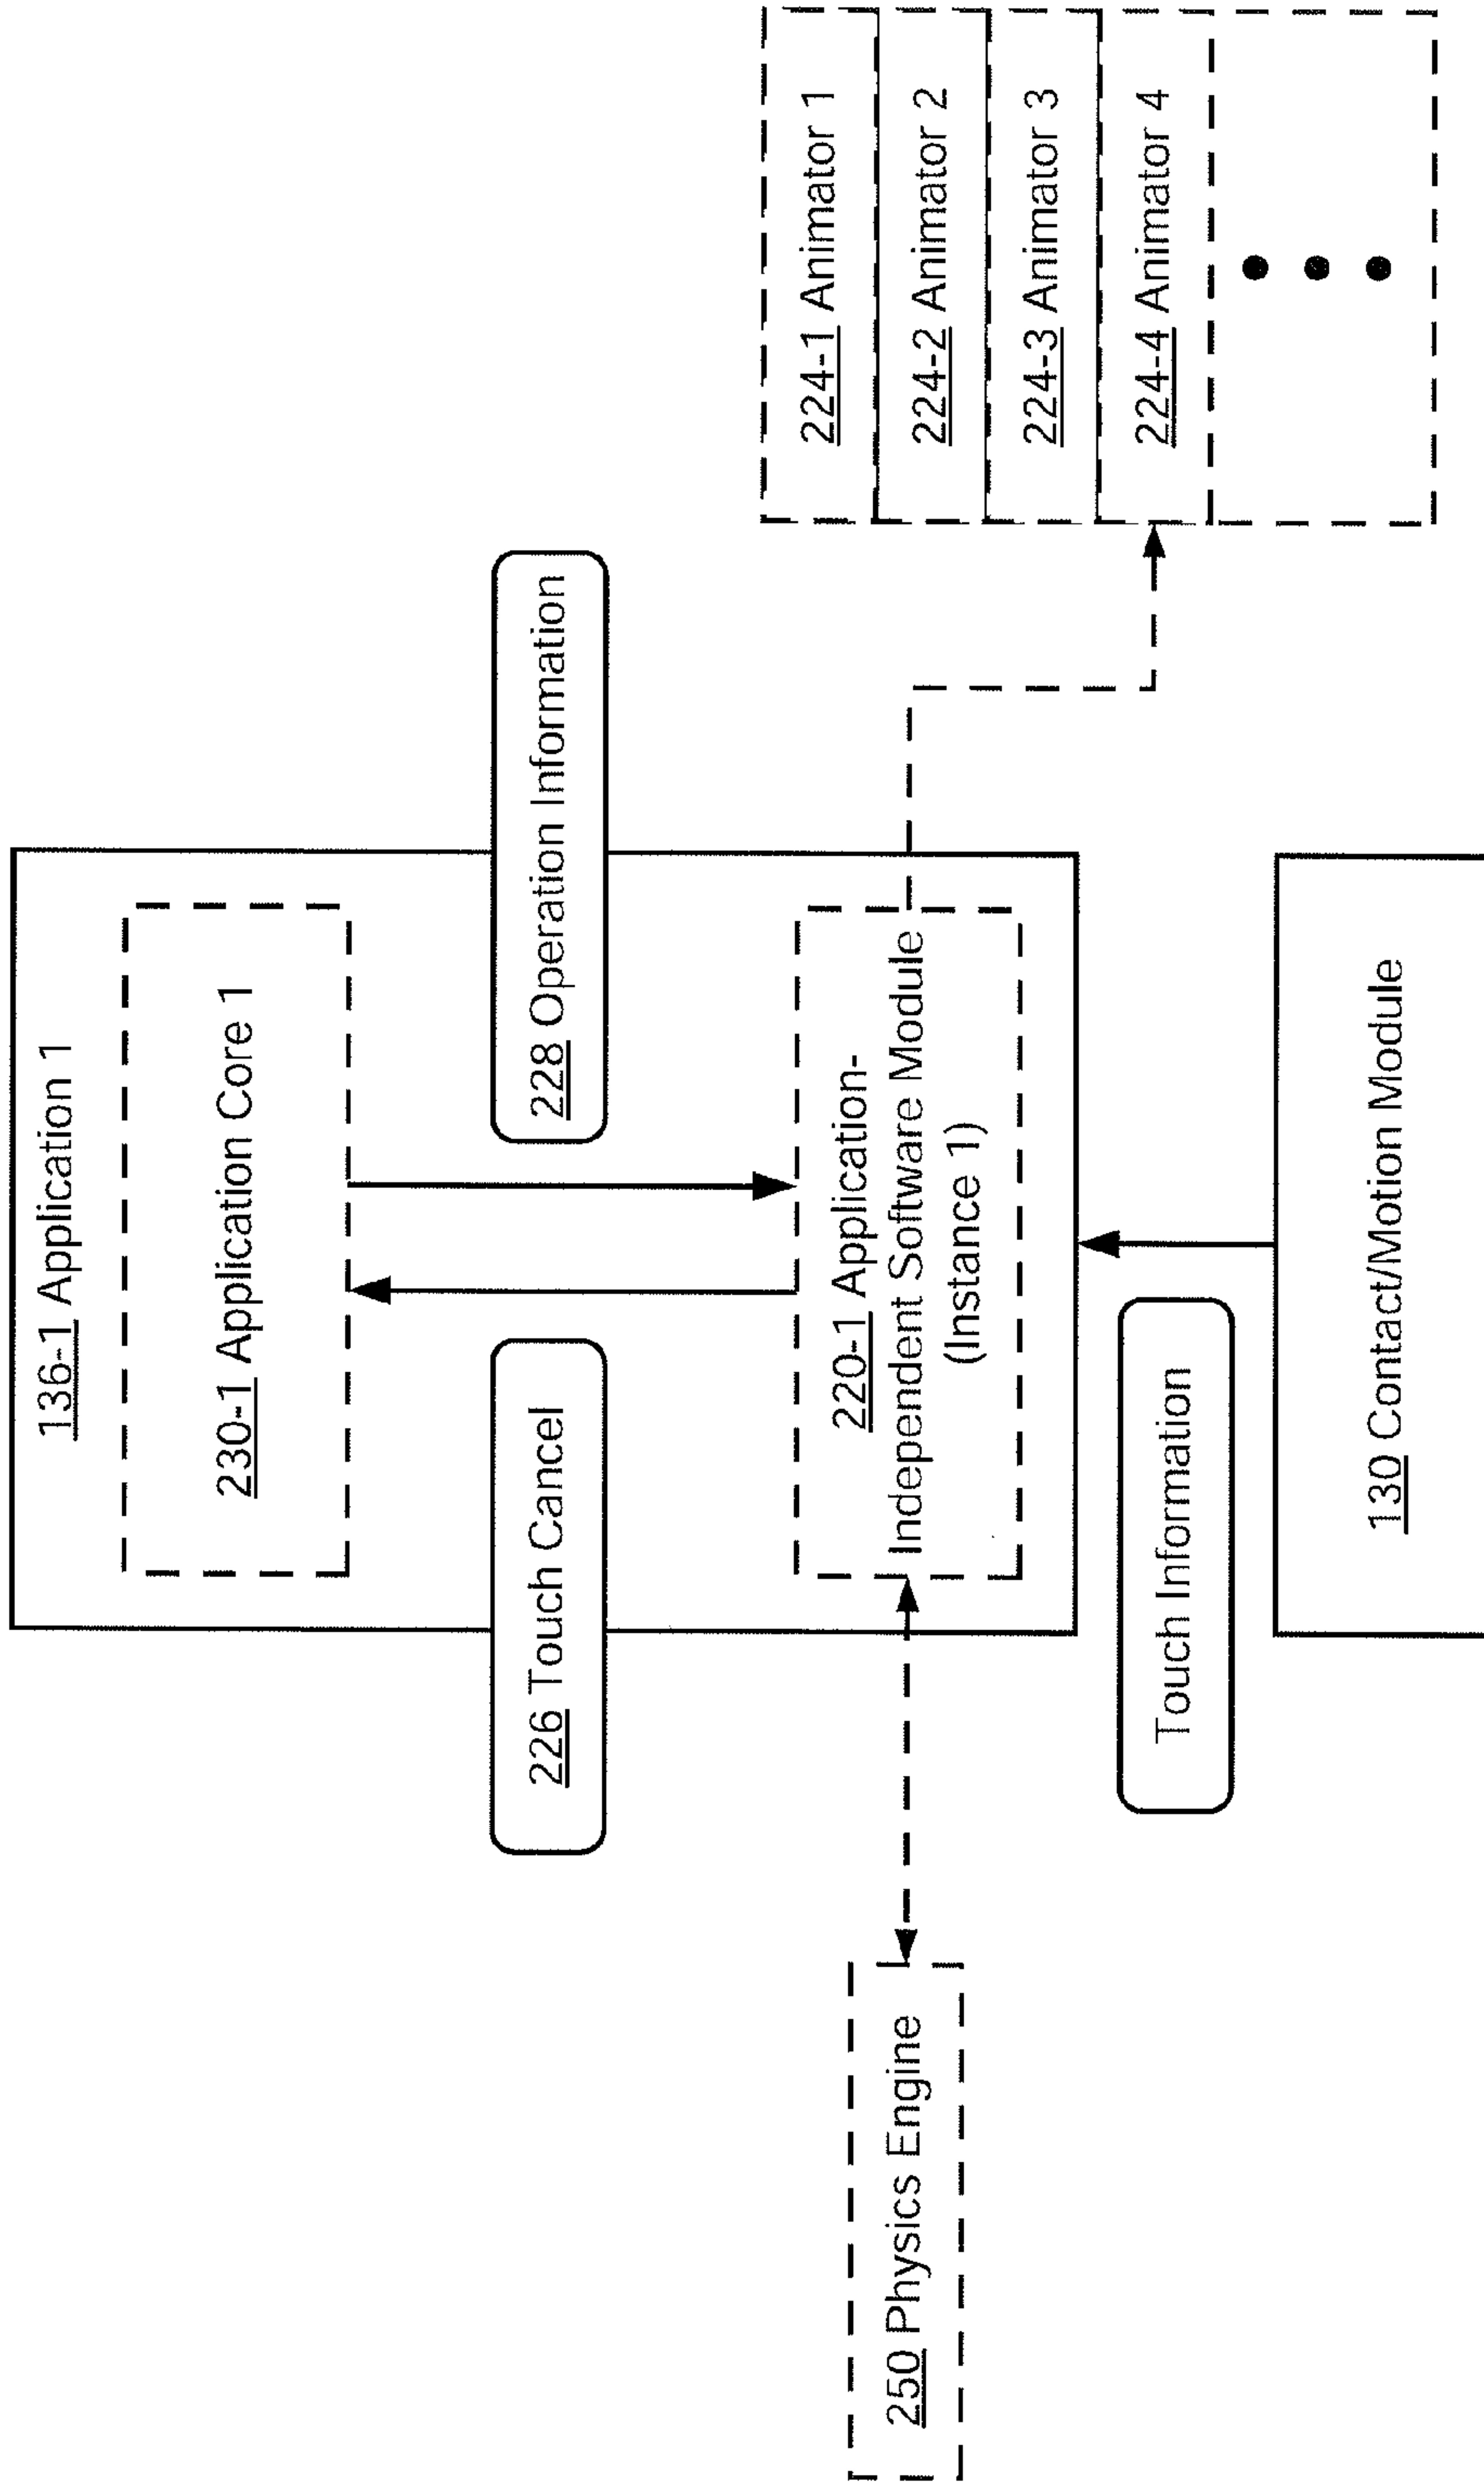 136-1 Application 1
230-1 Application Core 1
226 Touch Cancel
228 Operation Information
220-1 Application-
Independent Software Module
(Instance 1)
250 Physics Engine
224-1 Animator 1
224-2 Animator 2
224-3 Animator 3
224-4 Animator 4
Touch Information
130 Contact/Motion Module